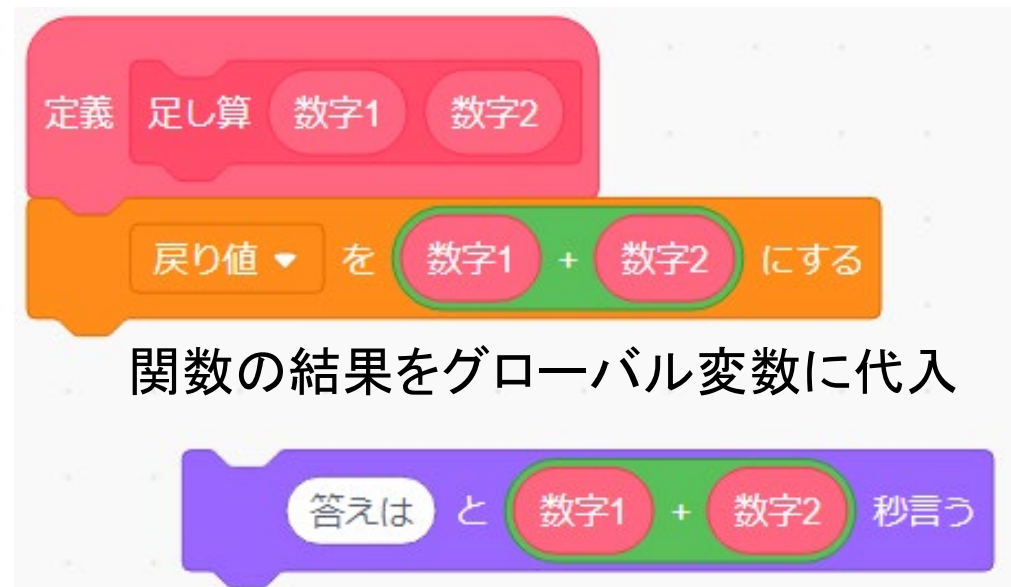 定義 足し算 数字1 数字2
戻り値 を 数字1 + 数字2 にする
関数の結果をグローバル変数に代入
答えは と 数字1 + 数字2 秒言う